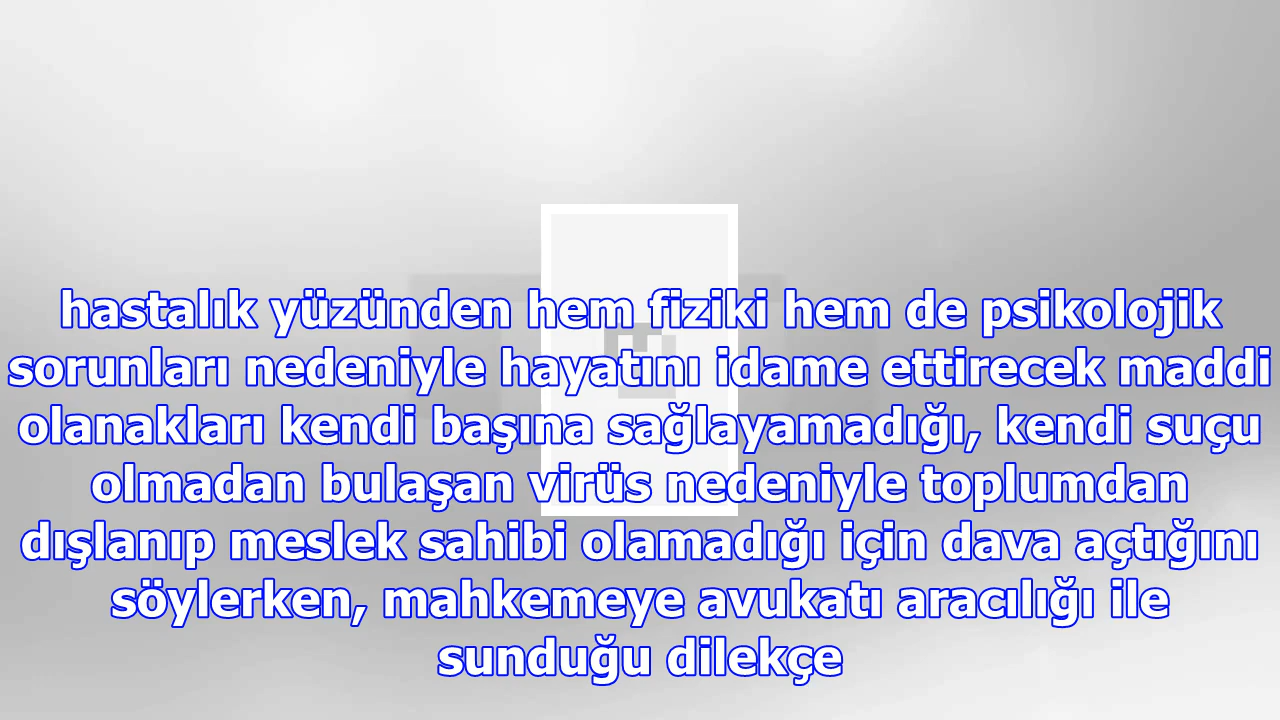 hastalık yüzünden hem fiziki hem de psikolojik
sorunları nedeniyle hayatını idame ettirecek maddi
olanakları kendi başına sağlayamadığı, kendi suçu
olmadan bulaşan virüs nedeniyle toplumdan
dışlanıp meslek sahibi olamadığı için dava açtığını
söylerken, mahkemeye avukatı aracılığı ile
sunduğu dilekçe